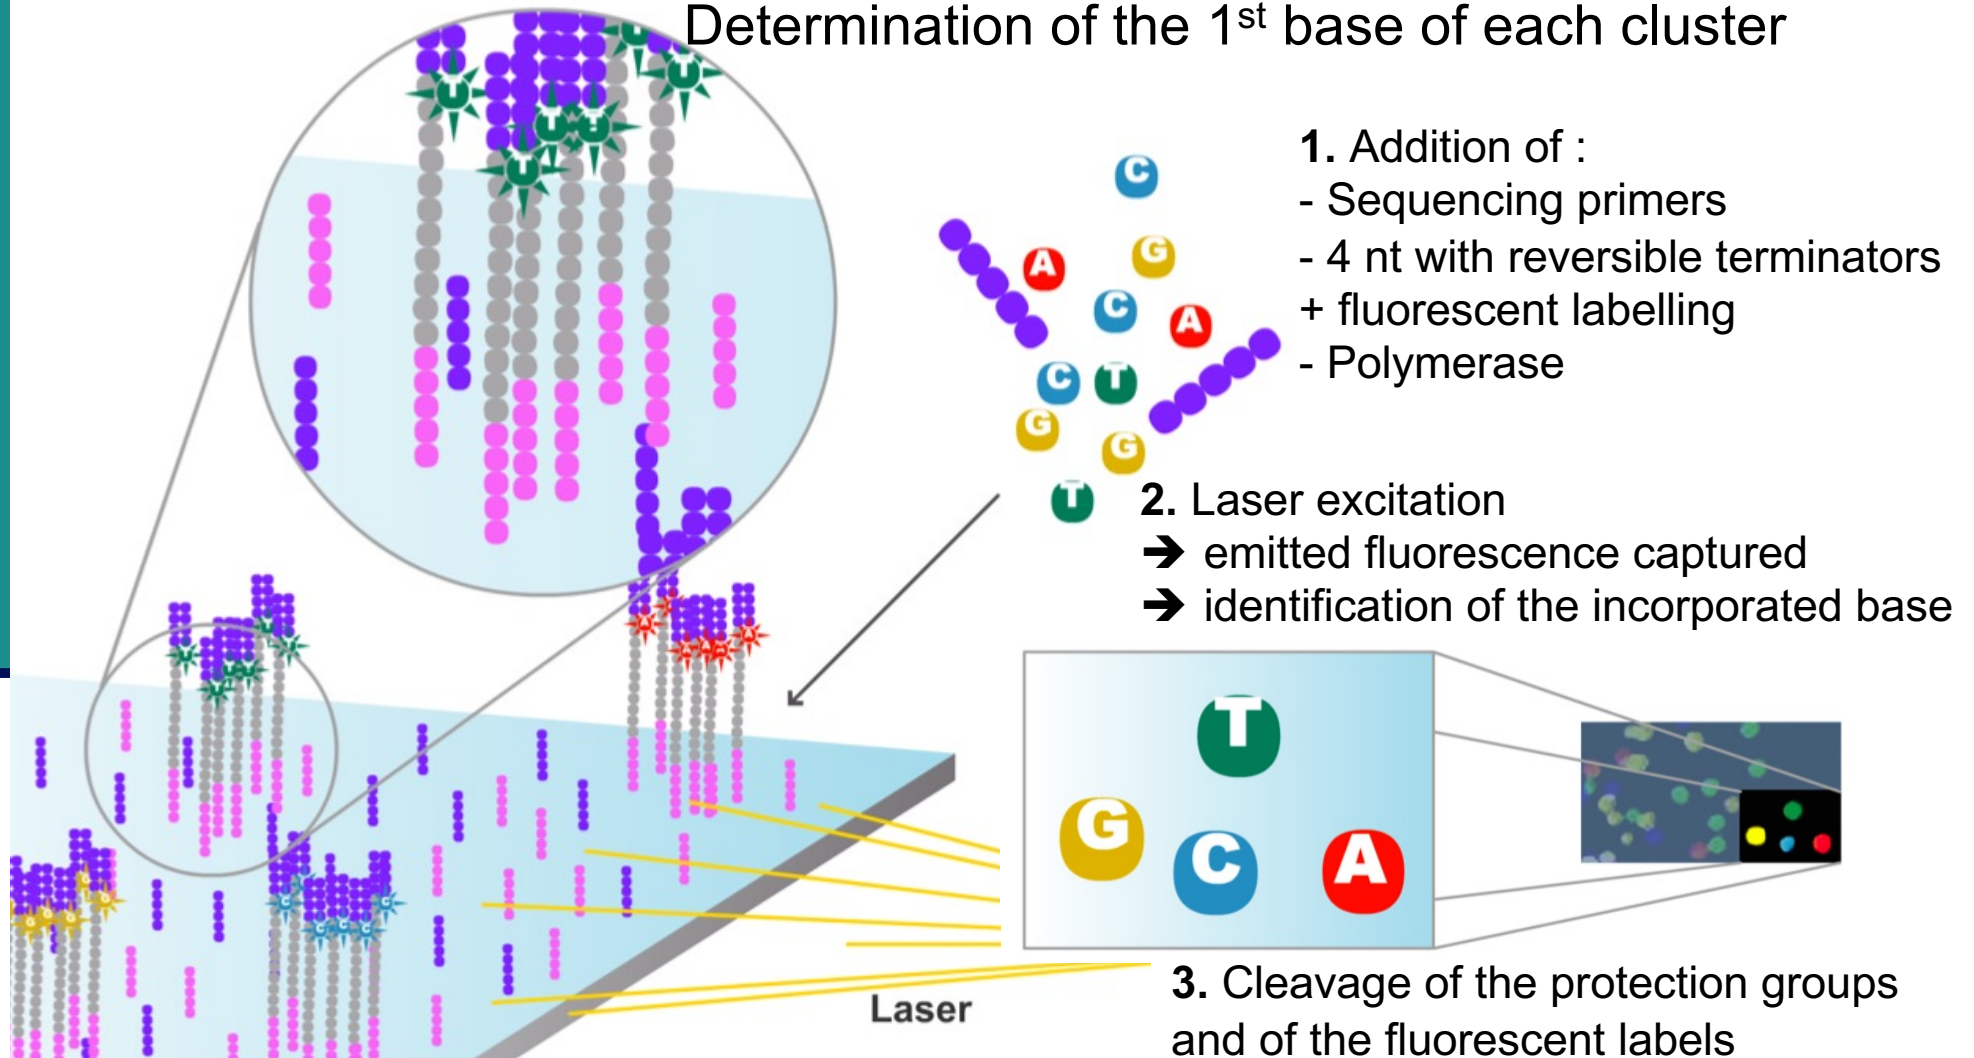 Determination of the 1st base of each cluster
1. Addition of :
- Sequencing primers
- 4 nt with reversible terminators
+ fluorescent labelling
- Polymerase
C
G
A
C
A
C
T
G
G
T
2. Laser excitation
➔ emitted fluorescence captured
➔ identification of the incorporated base
T
T
T
T
T
T
G
C
A
Laser
3. Cleavage of the protection groups
and of the fluorescent labels